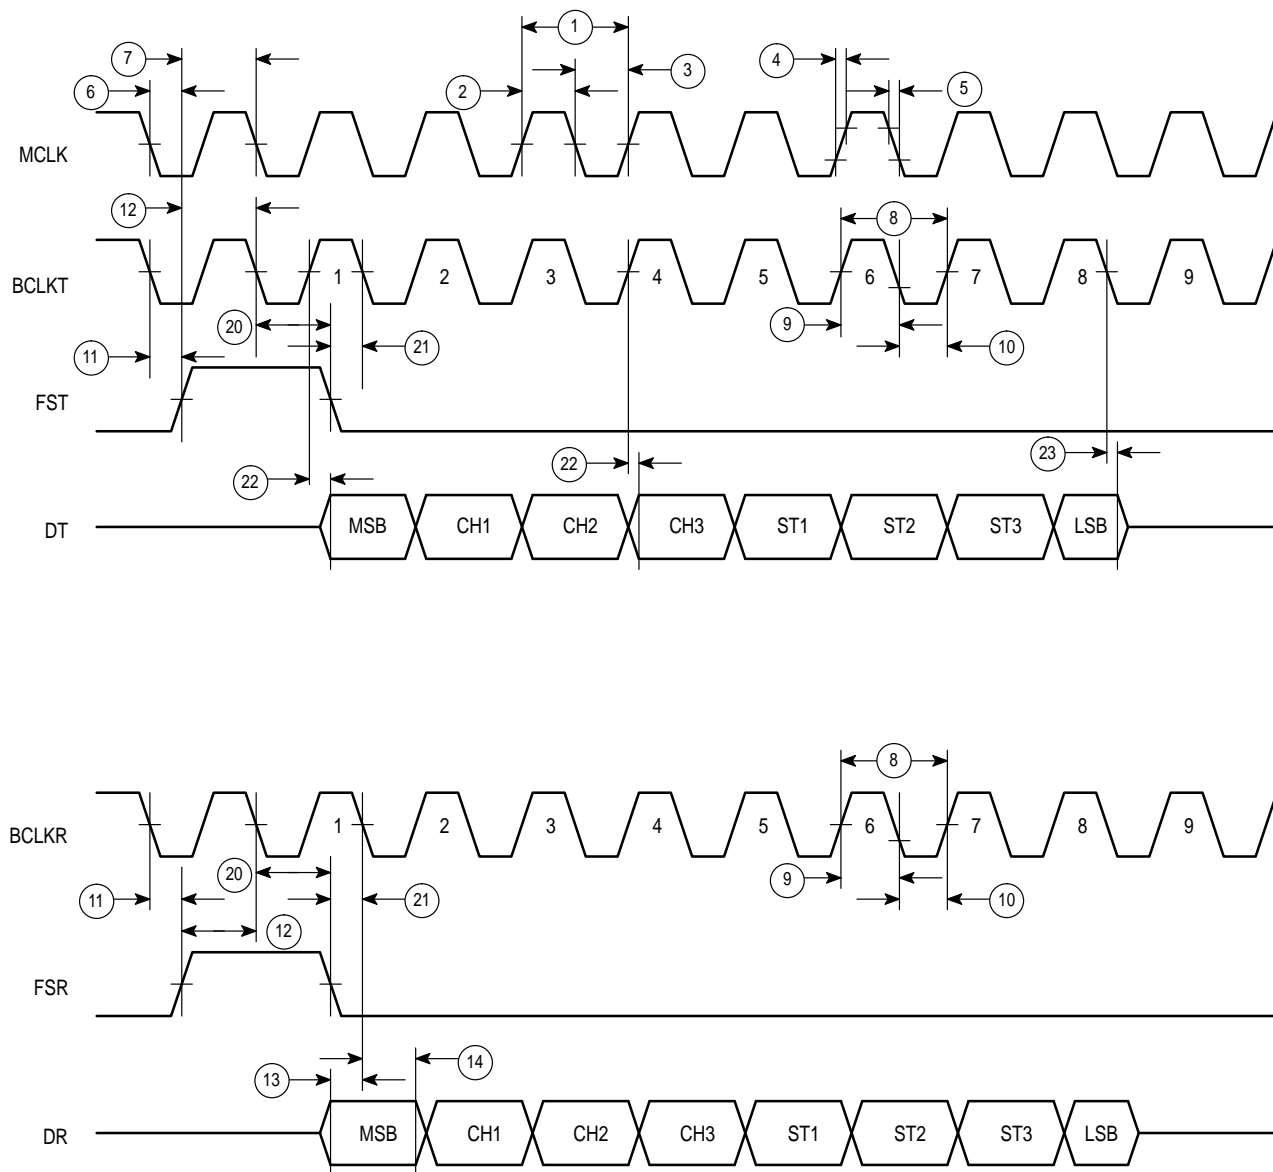 1
7
4 3
6 2 5
MCLK
12 8
BCLKT 1 2 3 4 5 6 7 8 9
20 9
11 21 10
FST
22 22 23
DT MSB CH1 CH2 CH3 ST1 ST2 ST3 LSB
8
BCLKR 1 2 3 4 5 6 7 8 9
20 9
11 21 10
12
FSR
13 14
DR MSB CH1 CH2 CH3 ST1 ST2 ST3 LSB